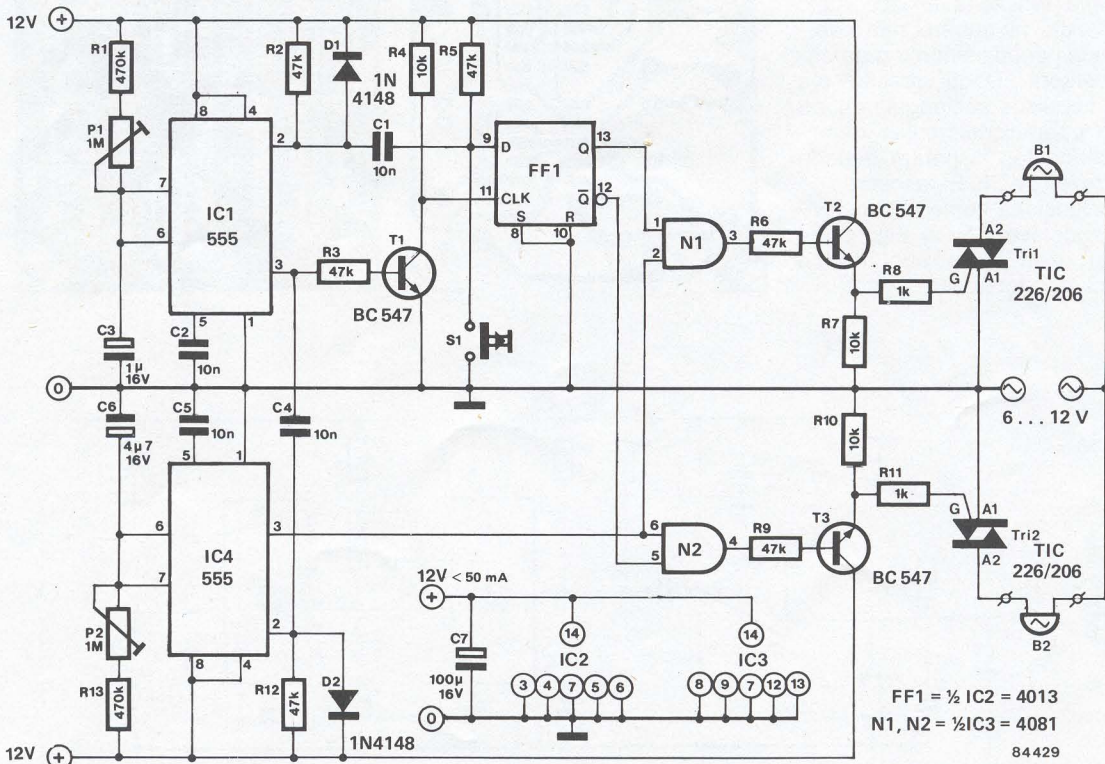 12V +
R1
470k
P1
1M
C3
1µ
16V
8
4
7
6
2
3
5
1
IC1
555
C2
10n
R2
47k
D1
1N
4148
C1
10n
R3
47k
T1
BC 547
R4
10k
R5
47k
S1
9
D
11
CLK
FF1
S
8
R
10
Q
13
Q
12
1
2
N1
3
R6
47k
T2
BC 547
R7
10k
R8
1k
G
A2
A1
Tri1
TIC
226/206
B1
0
6 . . . 12 V
C6
4µ7
16V
C5
10n
C4
10n
5
1
6
7
3
2
8
4
IC4
555
P2
1M
R13
470k
R12
47k
D2
1N4148
12V +
6
5
N2
4
R9
47k
T3
BC 547
R10
10k
R11
1k
G
A1
Tri2
A2
TIC
226/206
B2
12V < 50 mA
+
C7
100µ
16V
0
14
IC2
3 4 7 5 6
14
IC3
8 9 7 12 13
FF1 = ½ IC2 = 4013
N1, N2 = ½IC3 = 4081
84429